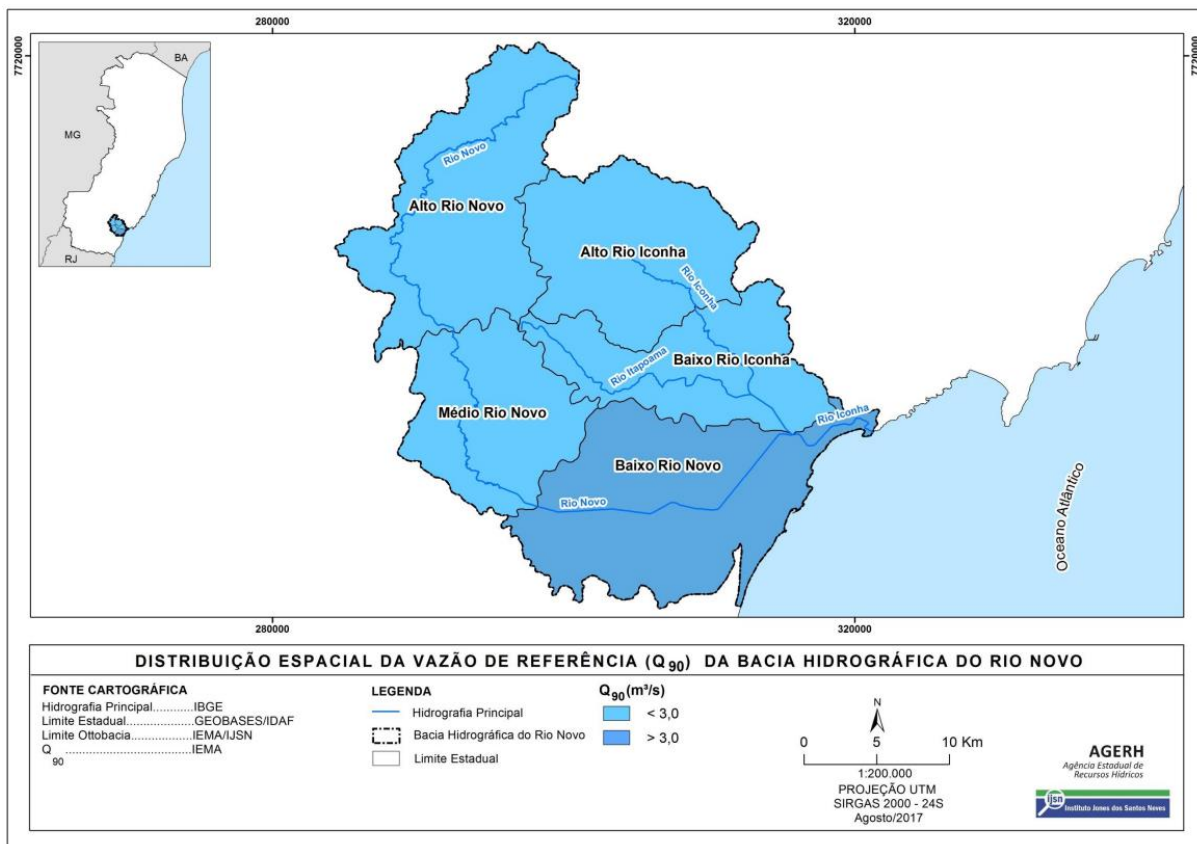 280000
320000
7720000
7720000
BA
MG
RJ
Rio Novo
Alto Rio Novo
Alto Rio Iconha
Rio Iconha
Rio Itapoama
Baixo Rio Iconha
Médio Rio Novo
Rio Iconha
Baixo Rio Novo
Rio Novo
Oceano Atlântico
280000
320000
DISTRIBUIÇÃO ESPACIAL DA VAZÃO DE REFERÊNCIA (Q90) DA BACIA HIDROGRÁFICA DO RIO NOVO
FONTE CARTOGRÁFICA
Hidrografia Principal............IBGE
Limite Estadual......................GEOBASES/IDAF
Limite Ottobacia....................IEMA/IJSN
Q90 ......................................IEMA
LEGENDA
Hidrografia Principal
Bacia Hidrográfica do Rio Novo
Limite Estadual
Q90(m³/s)
< 3,0
> 3,0
N
0 5 10 Km
1:200.000
PROJEÇÃO UTM
SIRGAS 2000 - 24S
Agosto/2017
AGERH
Agência Estadual de
Recursos Hídricos
ijsn
Instituto Jones dos Santos Neves